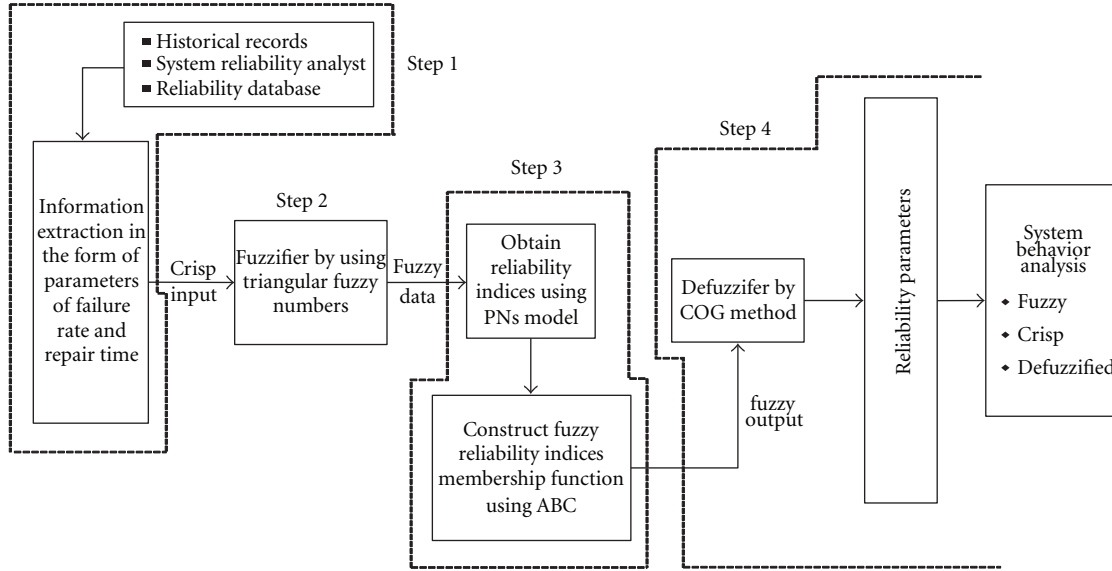 Historical records
System reliability analyst
Reliability database
Step 1
Information
extraction in
the form of
parameters
of failure
rate and
repair time
Crisp
input
Step 2
Fuzzifier by using
triangular fuzzy
numbers
Fuzzy
data
Step 3
Obtain
reliability
indices using
PNs model
Construct fuzzy
reliability indices
membership function
using ABC
fuzzy
output
Step 4
Defuzzifer by
COG method
Reliability parameters
System
behavior
analysis
Fuzzy
Crisp
Defuzzified